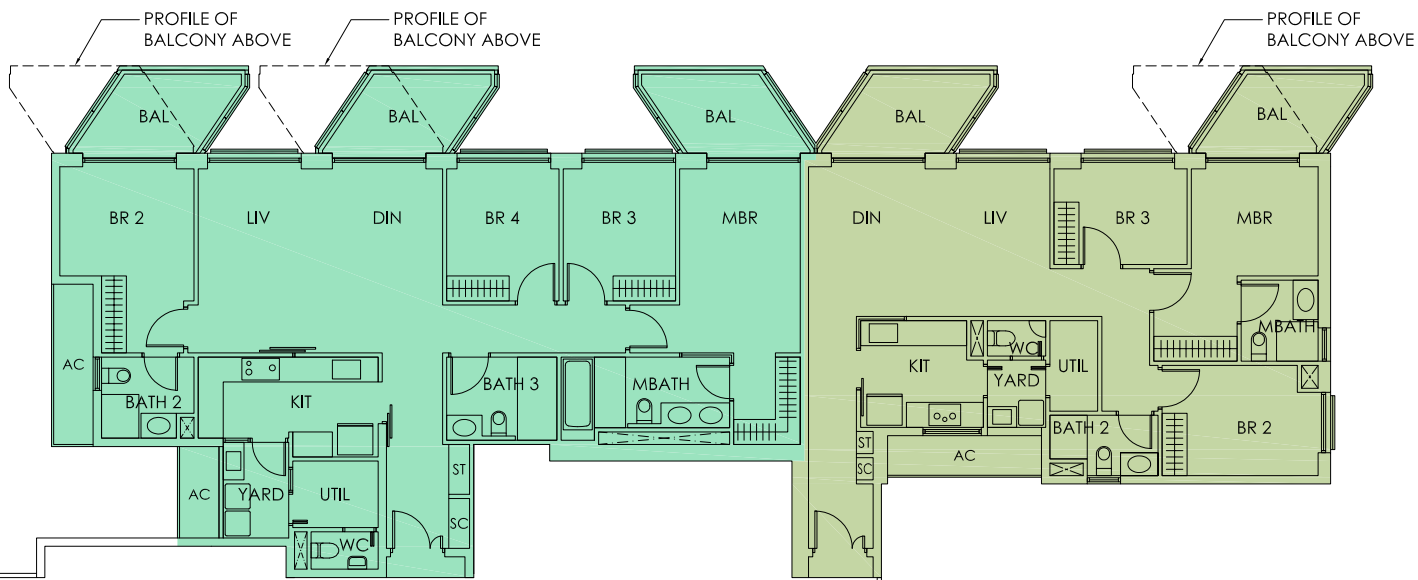 PROFILE OF
BALCONY ABOVE
PROFILE OF
BALCONY ABOVE
PROFILE OF
BALCONY ABOVE
BAL
BAL
BAL
BAL
BAL
BR 2
LIV
DIN
BR 4
BR 3
MBR
DIN
LIV
BR 3
MBR
AC
BATH 2
KIT
BATH 3
MBATH
KIT
WC
YARD
UTIL
MBATH
BATH 2
BR 2
AC
YARD
UTIL
WC
ST
SC
ST
SC
AC